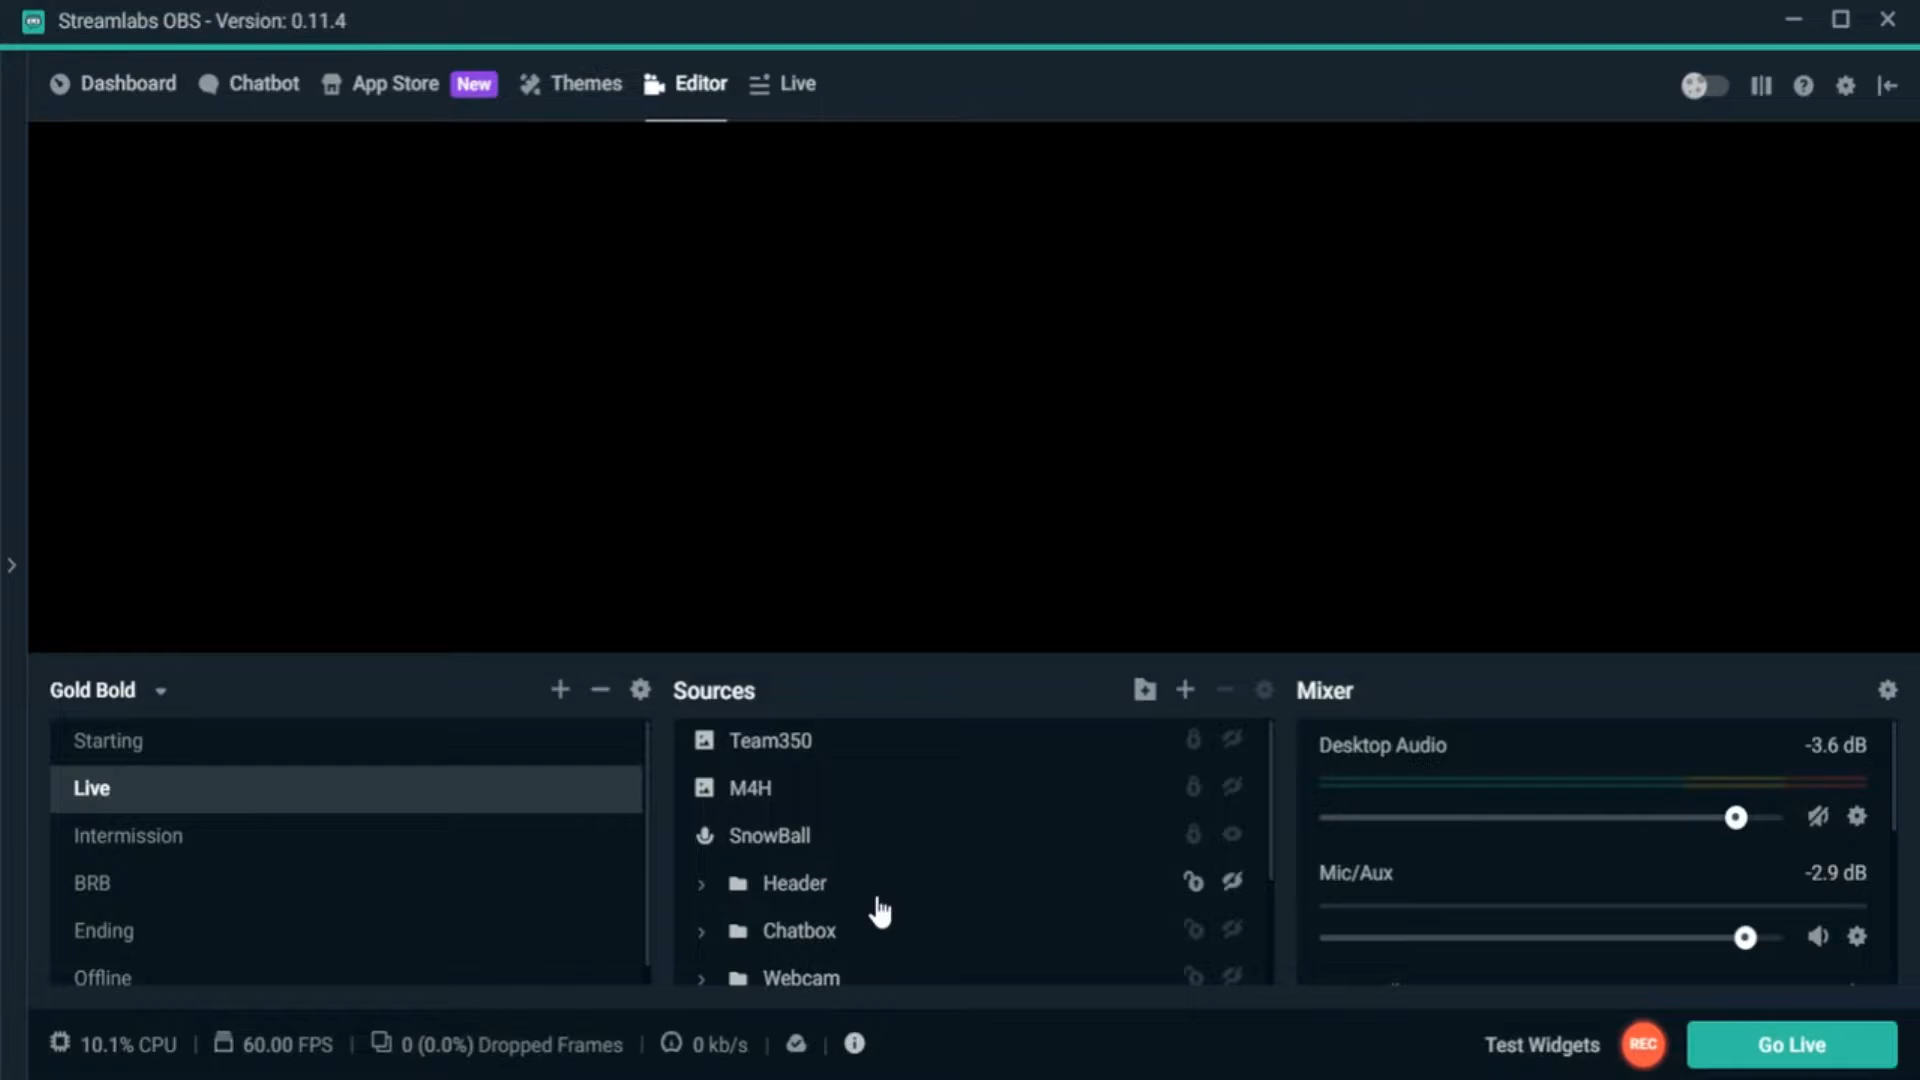 Streamlabs OBS - Version: 0.11.4
Dashboard Chatbot App Store New Themes Editor Live
Gold Bold
Starting
Live
Intermission
BRB
Ending
Offline
Sources
Team350
M4H
SnowBall
Header
Chatbox
Webcam
Mixer
Desktop Audio -3.6 dB
Mic/Aux -2.9 dB
10.1% CPU 60.00 FPS 0 (0.0%) Dropped Frames 0 kb/s
Test Widgets REC Go Live